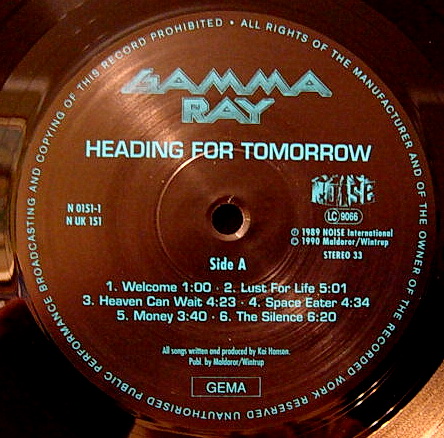 ALL RIGHTS OF THE MANUFACTURER AND OF THE OWNER OF THE RECORDED WORK RESERVED UNAUTHORISED PUBLIC PERFORMANCE BROADCASTING AND COPYING OF THIS RECORD PROHIBITED •
GAMMA
RAY
HEADING FOR TOMORROW
N 0151-1
N UK 151
NOISE
LC 9066
℗ 1989 NOISE International
© 1990 Maldoror/Wintrup
STEREO 33
Side A
1. Welcome 1:00 · 2. Lust For Life 5:01
3. Heaven Can Wait 4:23 · 4. Space Eater 4:34
5. Money 3:40 · 6. The Silence 6:20
All songs written and produced by Kai Hansen.
Publ. by Maldoror/Wintrup
GEMA